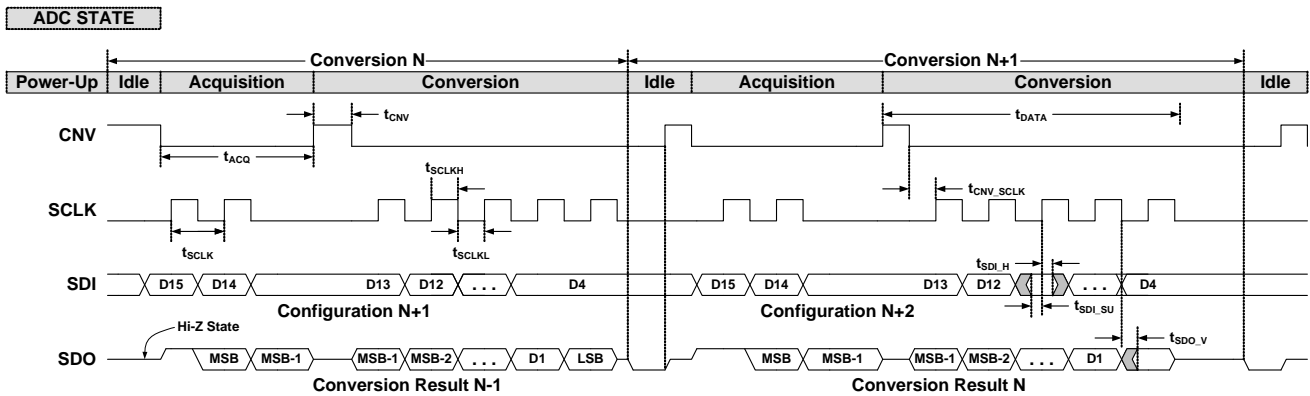 ADC STATE
Conversion N
Conversion N+1
Power-Up Idle Acquisition Conversion Idle Acquisition Conversion Idle
CNV
tCNV
tDATA
tACQ
tSCLKH
SCLK
tCNV_SCLK
tSCLK
tSCLKL
tSDI_H
SDI
D15 D14 D13 D12 . . . D4 D15 D14 D13 D12 . . . D4
Configuration N+1
Configuration N+2
tSDI_SU
Hi-Z State
tSDO_V
SDO
MSB MSB-1 MSB-1 MSB-2 . . . D1 LSB MSB MSB-1 MSB-1 MSB-2 . . . D1
Conversion Result N-1
Conversion Result N